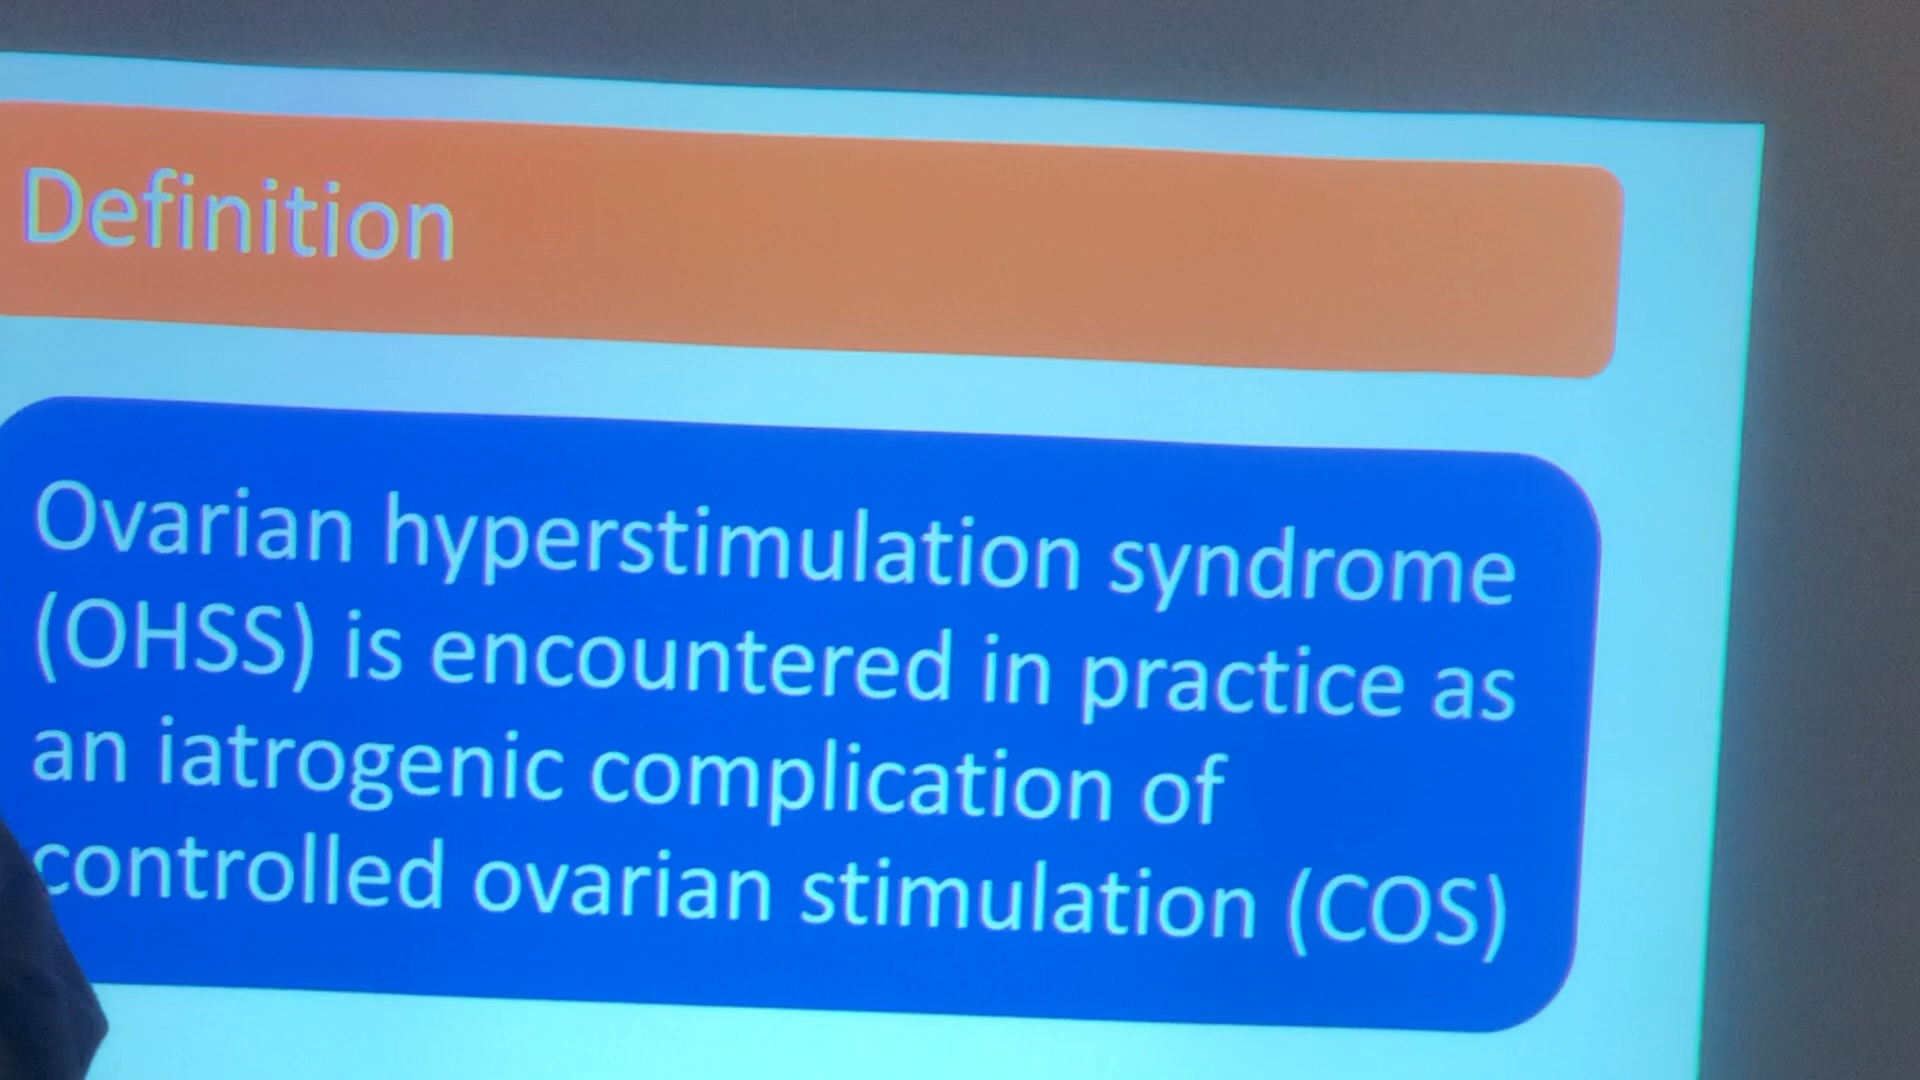 Definition
Ovarian hyperstimulation syndrome
(OHSS) is encountered in practice as
an iatrogenic complication of
controlled ovarian stimulation (COS)